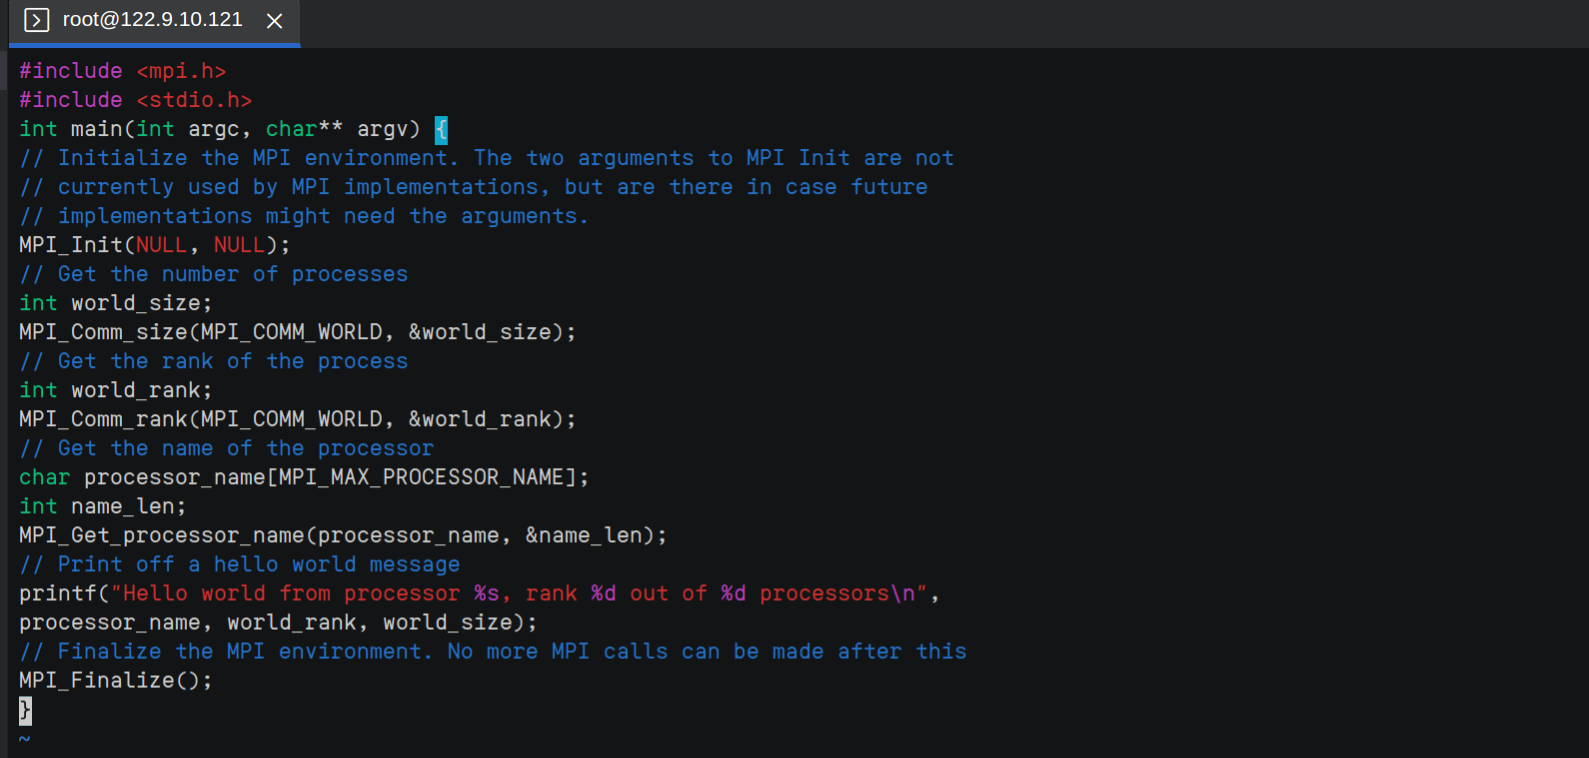 root@122.9.10.121
#include <mpi.h>
#include <stdio.h>
int main(int argc, char** argv) {
// Initialize the MPI environment. The two arguments to MPI Init are not
// currently used by MPI implementations, but are there in case future
// implementations might need the arguments.
MPI_Init(NULL, NULL);
// Get the number of processes
int world_size;
MPI_Comm_size(MPI_COMM_WORLD, &world_size);
// Get the rank of the process
int world_rank;
MPI_Comm_rank(MPI_COMM_WORLD, &world_rank);
// Get the name of the processor
char processor_name[MPI_MAX_PROCESSOR_NAME];
int name_len;
MPI_Get_processor_name(processor_name, &name_len);
// Print off a hello world message
printf("Hello world from processor %s, rank %d out of %d processors\n",
processor_name, world_rank, world_size);
// Finalize the MPI environment. No more MPI calls can be made after this
MPI_Finalize();
}
~